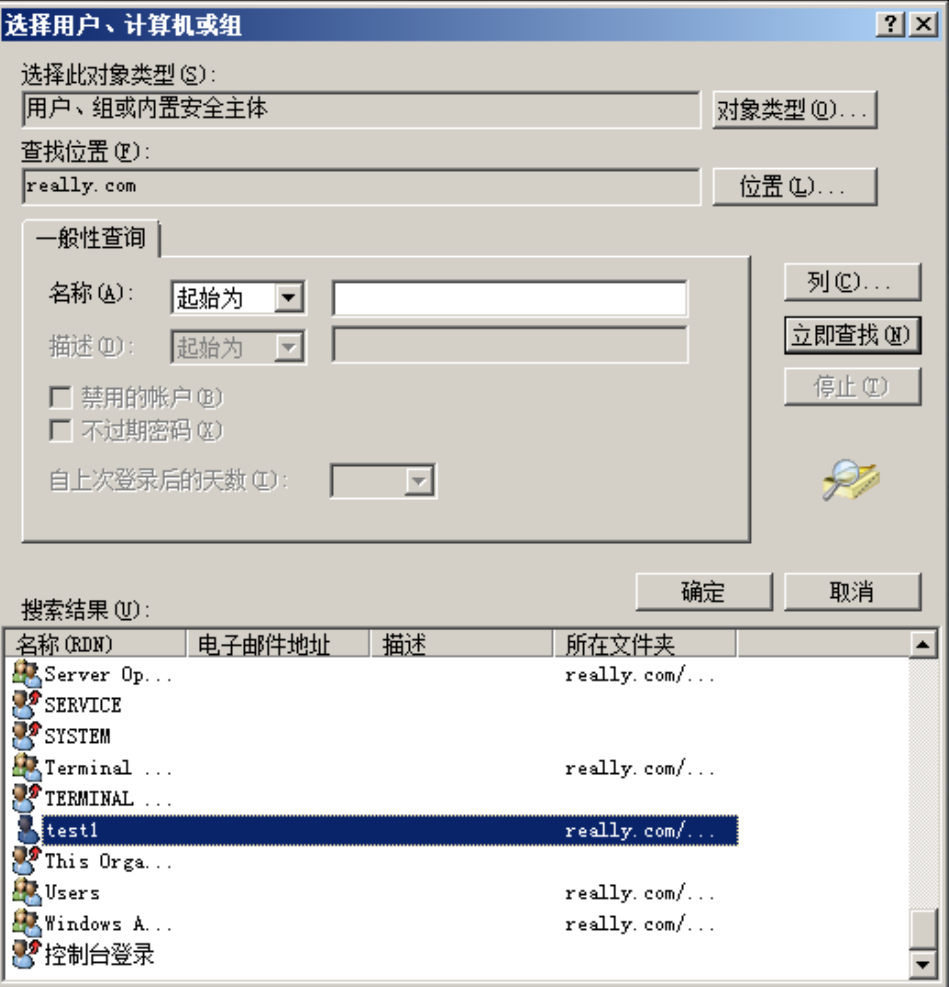 选择用户、计算机或组
选择此对象类型(S):
用户、组或内置安全主体 对象类型(O)...
查找位置(F):
really.com 位置(L)...
一般性查询
名称(A): 起始为 列(C)...
描述(D): 起始为 立即查找(N)
禁用的帐户(B) 停止(T)
不过期密码(X)
自上次登录后的天数(I):
确定 取消
搜索结果(U):
名称(RDN) 电子邮件地址 描述 所在文件夹
Server Op... really.com/...
SERVICE
SYSTEM
Terminal ... really.com/...
TERMINAL ...
test1 really.com/...
This Orga...
Users really.com/...
Windows A... really.com/...
控制台登录